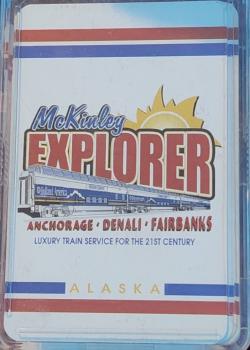 McKinley
EXPLORER
ANCHORAGE • DENALI • FAIRBANKS
LUXURY TRAIN SERVICE FOR THE 21ST CENTURY
ALASKA